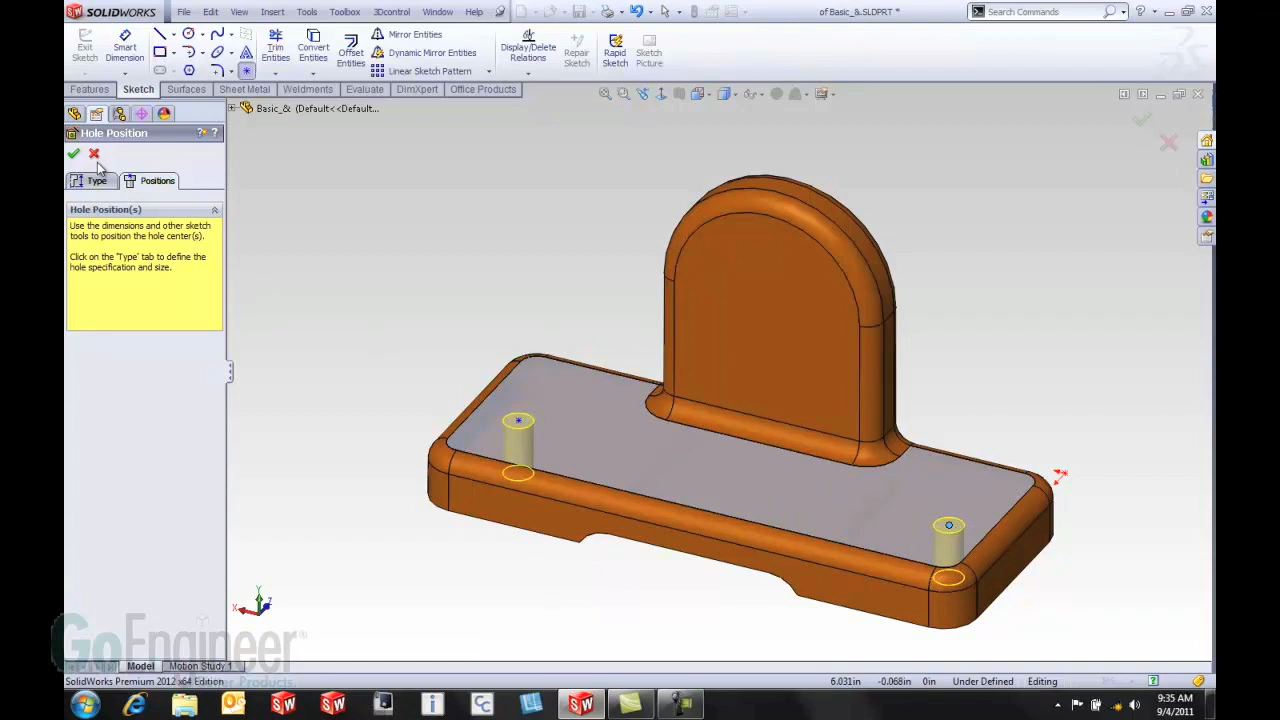 SOLIDWORKS
File
Edit
View
Insert
Tools
Toolbox
3Dcontrol
Window
Help
of Basic_&.SLDPRT *
Search Commands
Exit Sketch
Smart Dimension
Trim Entities
Convert Entities
Offset Entities
Mirror Entities
Dynamic Mirror Entities
Linear Sketch Pattern
Display/Delete Relations
Repair Sketch
Rapid Sketch
Sketch Picture
Features
Sketch
Surfaces
Sheet Metal
Weldments
Evaluate
DimXpert
Office Products
Basic_& (Default<<Default...
Hole Position
Type
Positions
Hole Position(s)
Use the dimensions and other sketch
tools to position the hole center(s).
Click on the 'Type' tab to define the
hole specification and size.
Y
X
Z
GoEngineer
Model
Motion Study 1
SolidWorks Premium 2012 x64 Edition
6.031in
-0.068in
0in
Under Defined
Editing
9:35 AM
9/4/2011